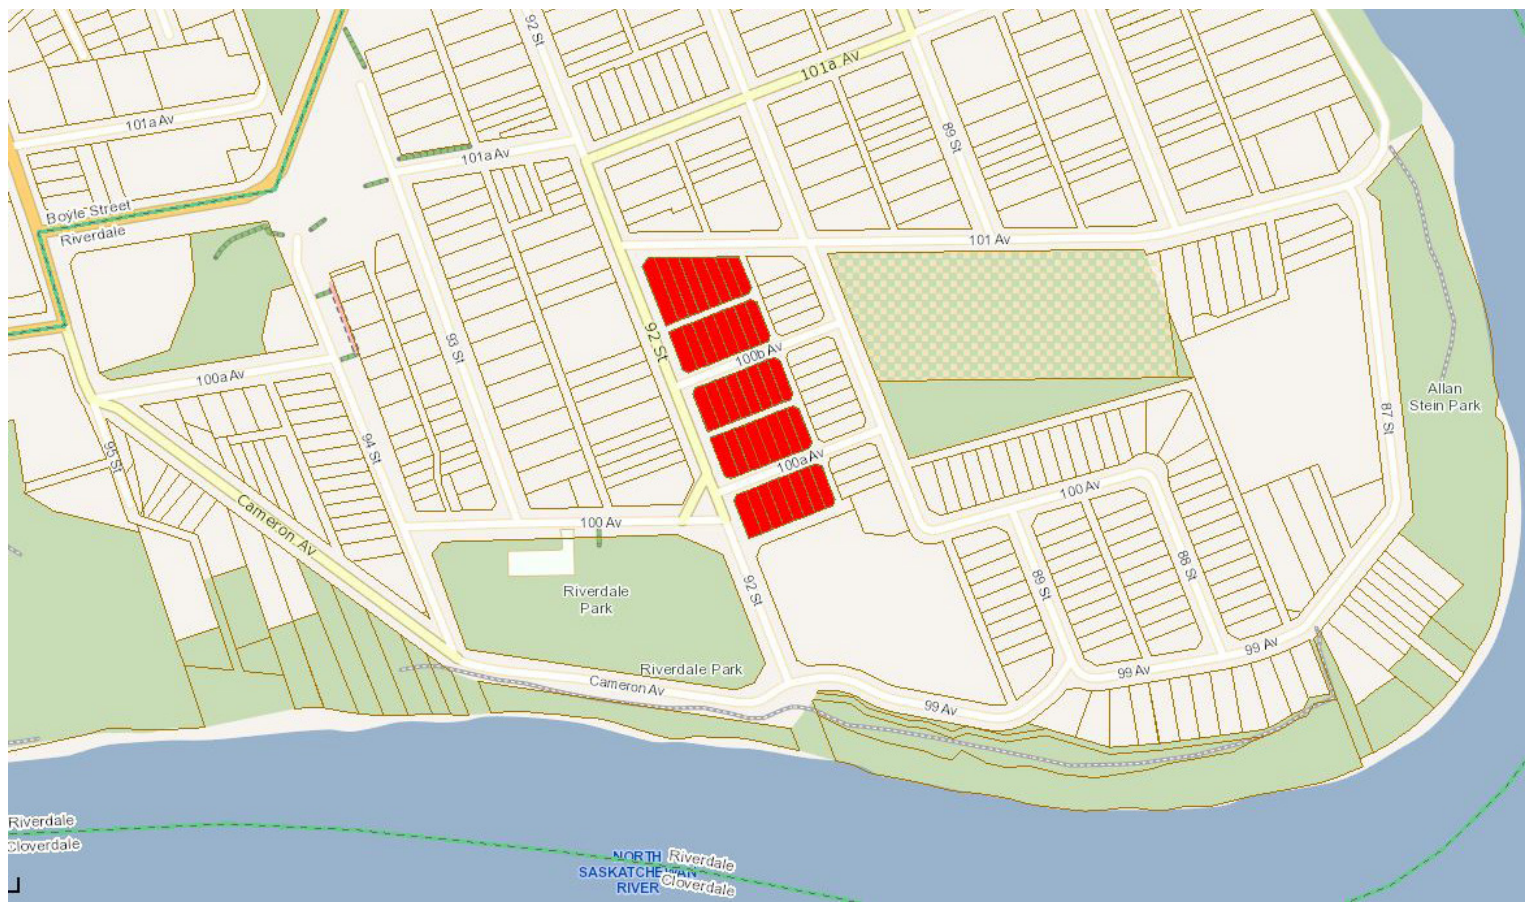 92 St
101a Av
101a Av
89 St
101a Av
Boyle Street
Riverdale
101 Av
92 St
93 St
100b Av
100a Av
Allan
Stein Park
87 St
94 St
95 St
100a Av
100 Av
Cameron Av
100 Av
88 St
89 St
92 St
Riverdale
Park
99 Av
99 Av
Riverdale Park
Cameron Av
99 Av
Riverdale
Cloverdale
NORTH
SASKATCHEWAN
RIVER
Riverdale
Cloverdale